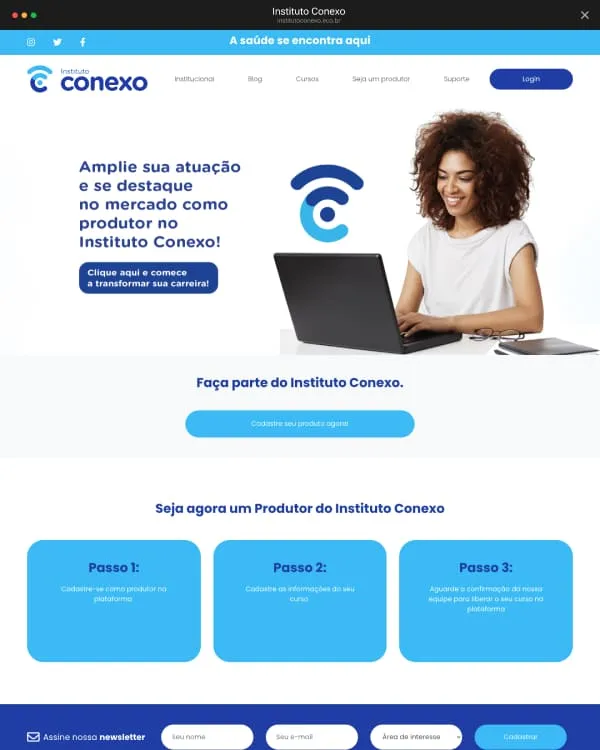 Instituto Conexo
institutoconexo.eco.br
A saúde se encontra aqui
Instituto
conexo
Institucional
Blog
Cursos
Seja um produtor
Suporte
Login
Amplie sua atuação
e se destaque
no mercado como
produtor no
Instituto Conexo!
Clique aqui e comece
a transformar sua carreira!
Faça parte do Instituto Conexo.
Cadastre seu produto agora!
Seja agora um Produtor do Instituto Conexo
Passo 1:
Cadastre-se como produtor na
plataforma
Passo 2:
Cadastre as informações do seu
curso
Passo 3:
Aguarde a confirmação da nossa
equipe para liberar o seu curso na
plataforma
Assine nossa newsletter
Seu nome
Seu e-mail
Área de interesse
Cadastrar